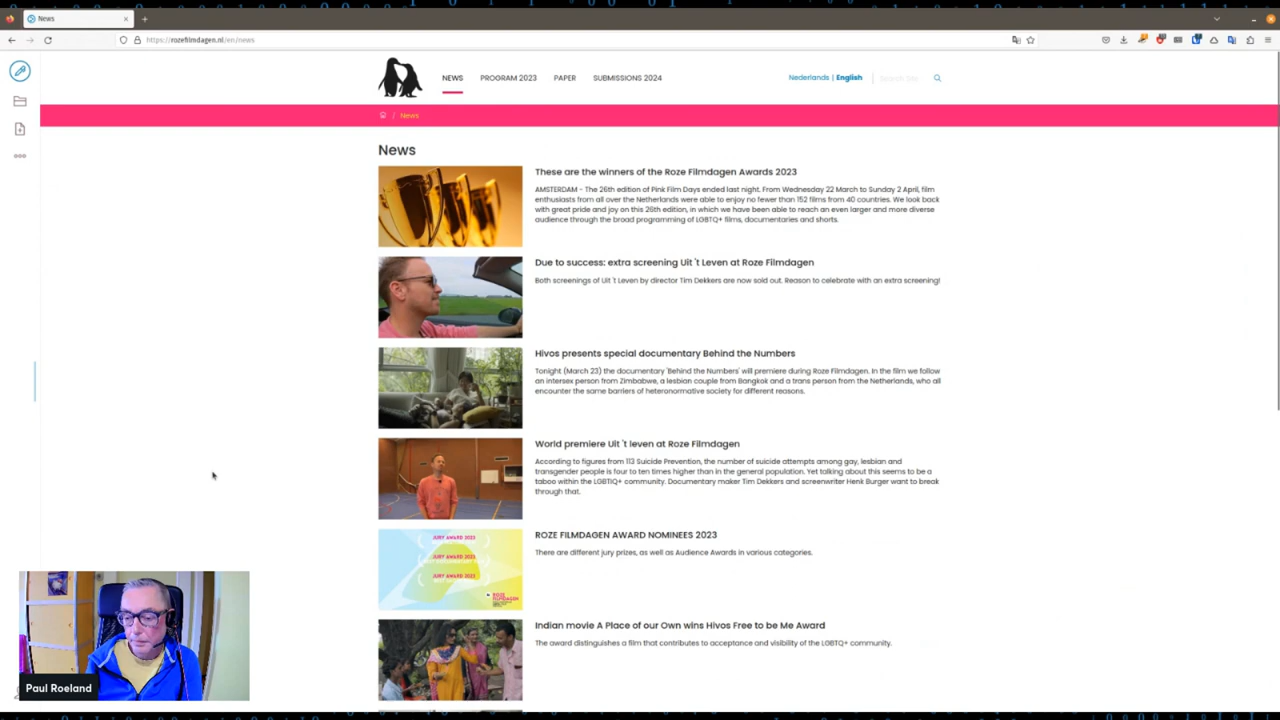 News
https://rozefilmdagen.nl/en/news
NEWS
PROGRAM 2023
PAPER
SUBMISSIONS 2024
Nederlands | English
/ News
News
These are the winners of the Roze Filmdagen Awards 2023
AMSTERDAM - The 26th edition of Pink Film Days ended last night. From Wednesday 22 March to Sunday 2 April, film
enthusiasts from all over the Netherlands were able to enjoy no fewer than 152 films from 40 countries. We look back
with great pride and joy on this 26th edition, in which we have been able to reach an even larger and more diverse
audience through the broad programming of LGBTQ+ films, documentaries and shorts.
Due to success: extra screening Uit 't Leven at Roze Filmdagen
Both screenings of Uit 't Leven by director Tim Dekkers are now sold out. Reason to celebrate with an extra screening!
Hivos presents special documentary Behind the Numbers
Tonight (March 23) the documentary 'Behind the Numbers' will premiere during Roze Filmdagen. In the film we follow
an intersex person from Zimbabwe, a lesbian couple from Bangkok and a trans person from the Netherlands, who all
encounter the same barriers of heteronormative society for different reasons.
World premiere Uit 't leven at Roze Filmdagen
According to figures from 113 Suicide Prevention, the number of suicide attempts among gay, lesbian and
transgender people is four to ten times higher than in the general population. Yet talking about this seems to be a
taboo within the LGBTIQ+ community. Documentary maker Tim Dekkers and screenwriter Henk Burger want to break
through that.
JURY AWARD 2023
JURY AWARD 2023
JURY AWARD 2023
ROZE
FILMDAGEN
ROZE FILMDAGEN AWARD NOMINEES 2023
There are different jury prizes, as well as Audience Awards in various categories.
Indian movie A Place of our Own wins Hivos Free to be Me Award
The award distinguishes a film that contributes to acceptance and visibility of the LGBTQ+ community.
Paul Roeland